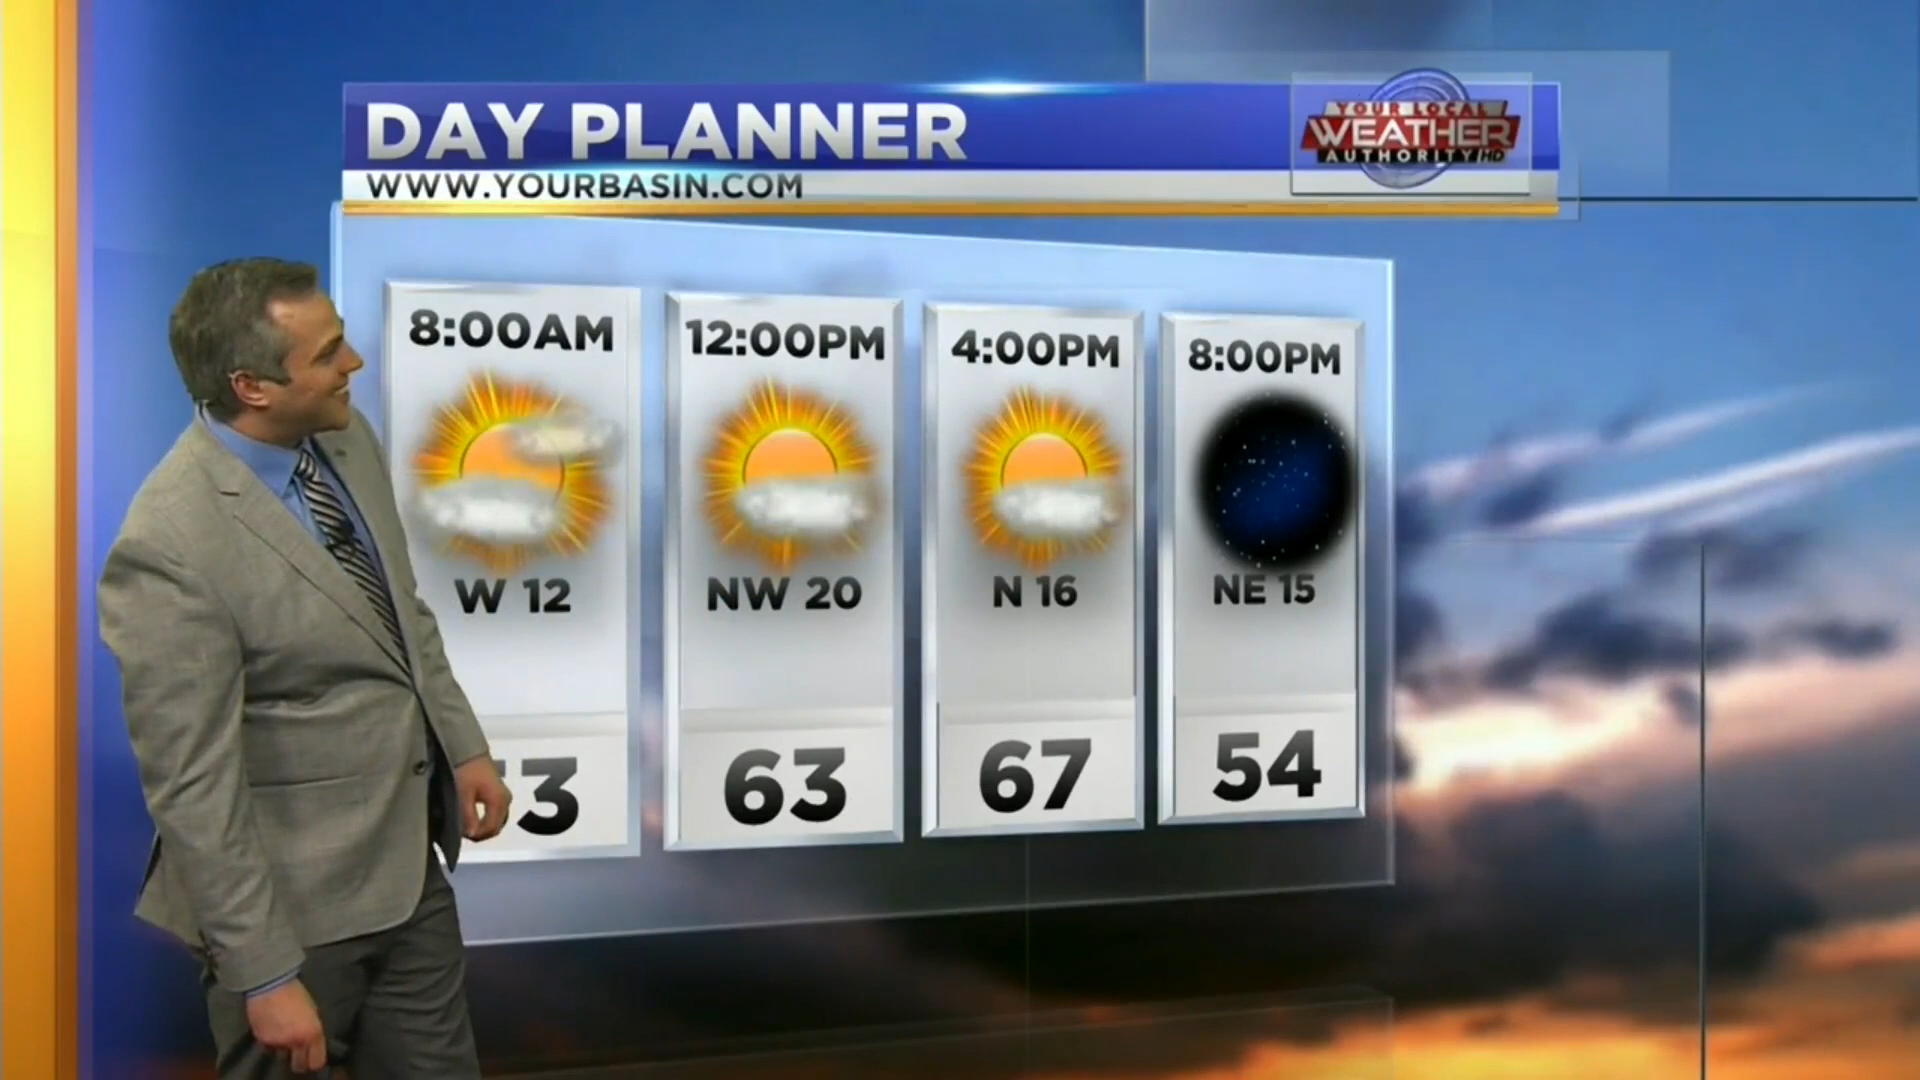 DAY PLANNER
WWW.YOURBASIN.COM
YOUR LOCAL
WEATHER
AUTHORITY HD
8:00AM
W 12
12:00PM
NW 20
63
4:00PM
N 16
67
8:00PM
NE 15
54